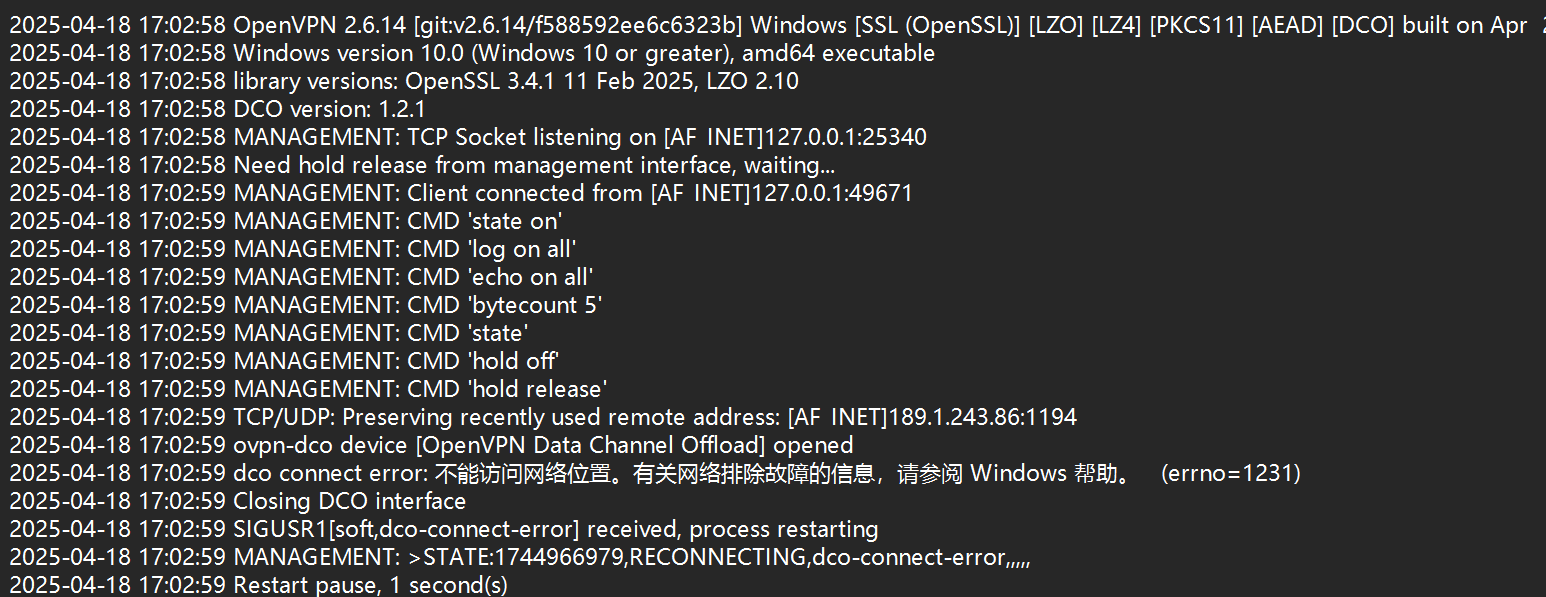 2025-04-18 17:02:58 OpenVPN 2.6.14 [git:v2.6.14/f588592ee6c6323b] Windows [SSL (OpenSSL)] [LZO] [LZ4] [PKCS11] [AEAD] [DCO] built on Apr
2025-04-18 17:02:58 Windows version 10.0 (Windows 10 or greater), amd64 executable
2025-04-18 17:02:58 library versions: OpenSSL 3.4.1 11 Feb 2025, LZO 2.10
2025-04-18 17:02:58 DCO version: 1.2.1
2025-04-18 17:02:58 MANAGEMENT: TCP Socket listening on [AF_INET]127.0.0.1:25340
2025-04-18 17:02:58 Need hold release from management interface, waiting...
2025-04-18 17:02:59 MANAGEMENT: Client connected from [AF_INET]127.0.0.1:49671
2025-04-18 17:02:59 MANAGEMENT: CMD 'state on'
2025-04-18 17:02:59 MANAGEMENT: CMD 'log on all'
2025-04-18 17:02:59 MANAGEMENT: CMD 'echo on all'
2025-04-18 17:02:59 MANAGEMENT: CMD 'bytecount 5'
2025-04-18 17:02:59 MANAGEMENT: CMD 'state'
2025-04-18 17:02:59 MANAGEMENT: CMD 'hold off'
2025-04-18 17:02:59 MANAGEMENT: CMD 'hold release'
2025-04-18 17:02:59 TCP/UDP: Preserving recently used remote address: [AF_INET]189.1.243.86:1194
2025-04-18 17:02:59 ovpn-dco device [OpenVPN Data Channel Offload] opened
2025-04-18 17:02:59 dco connect error: 不能访问网络位置。有关网络排除故障的信息，请参阅 Windows 帮助。 (errno=1231)
2025-04-18 17:02:59 Closing DCO interface
2025-04-18 17:02:59 SIGUSR1[soft,dco-connect-error] received, process restarting
2025-04-18 17:02:59 MANAGEMENT: >STATE:1744966979,RECONNECTING,dco-connect-error,,,,,
2025-04-18 17:02:59 Restart pause, 1 second(s)